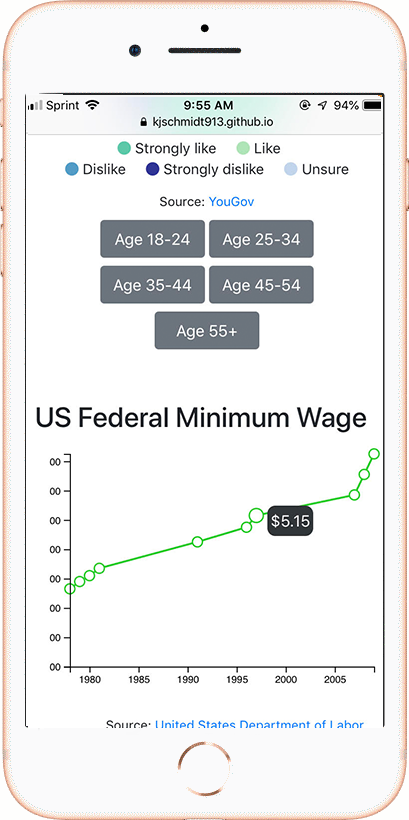 Sprint 9:55 AM 94%
kjschmidt913.github.io
Strongly like Like
Dislike Strongly dislike Unsure
Source: YouGov
Age 18-24 Age 25-34
Age 35-44 Age 45-54
Age 55+
US Federal Minimum Wage
00
00
00
$5.15
00
00
00
00
00
1980 1985 1990 1995 2000 2005
Source: United States Department of Labor